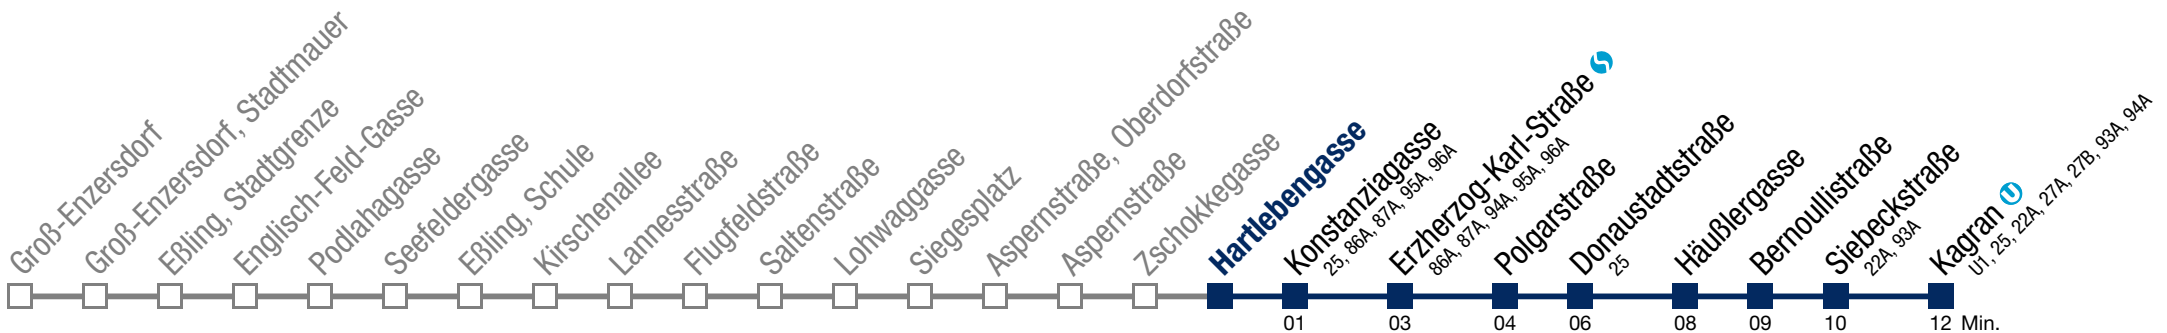 Groß-Enzersdorf
Groß-Enzersdorf, Stadtmauer
Eßling, Stadtgrenze
Englisch-Feld-Gasse
Podlahagasse
Seefeldergasse
Eßling, Schule
Kirschenallee
Lannesstraße
Flugfeldstraße
Saltenstraße
Lohwaggasse
Siegesplatz
Aspernstraße, Oberdorfstraße
Aspernstraße
Zschokkegasse
Hartlebengasse
Konstanziagasse
25, 86A, 87A, 95A, 96A
Erzherzog-Karl-Straße S
86A, 87A, 94A, 95A, 96A
Polgarstraße
Donaustadtstraße
25
Häußlergasse
Bernoullistraße
Siebeckstraße
22A, 93A
Kagran U
U1, 25, 22A, 27A, 27B, 93A, 94A
01 03 04 06 08 09 10 12 Min.